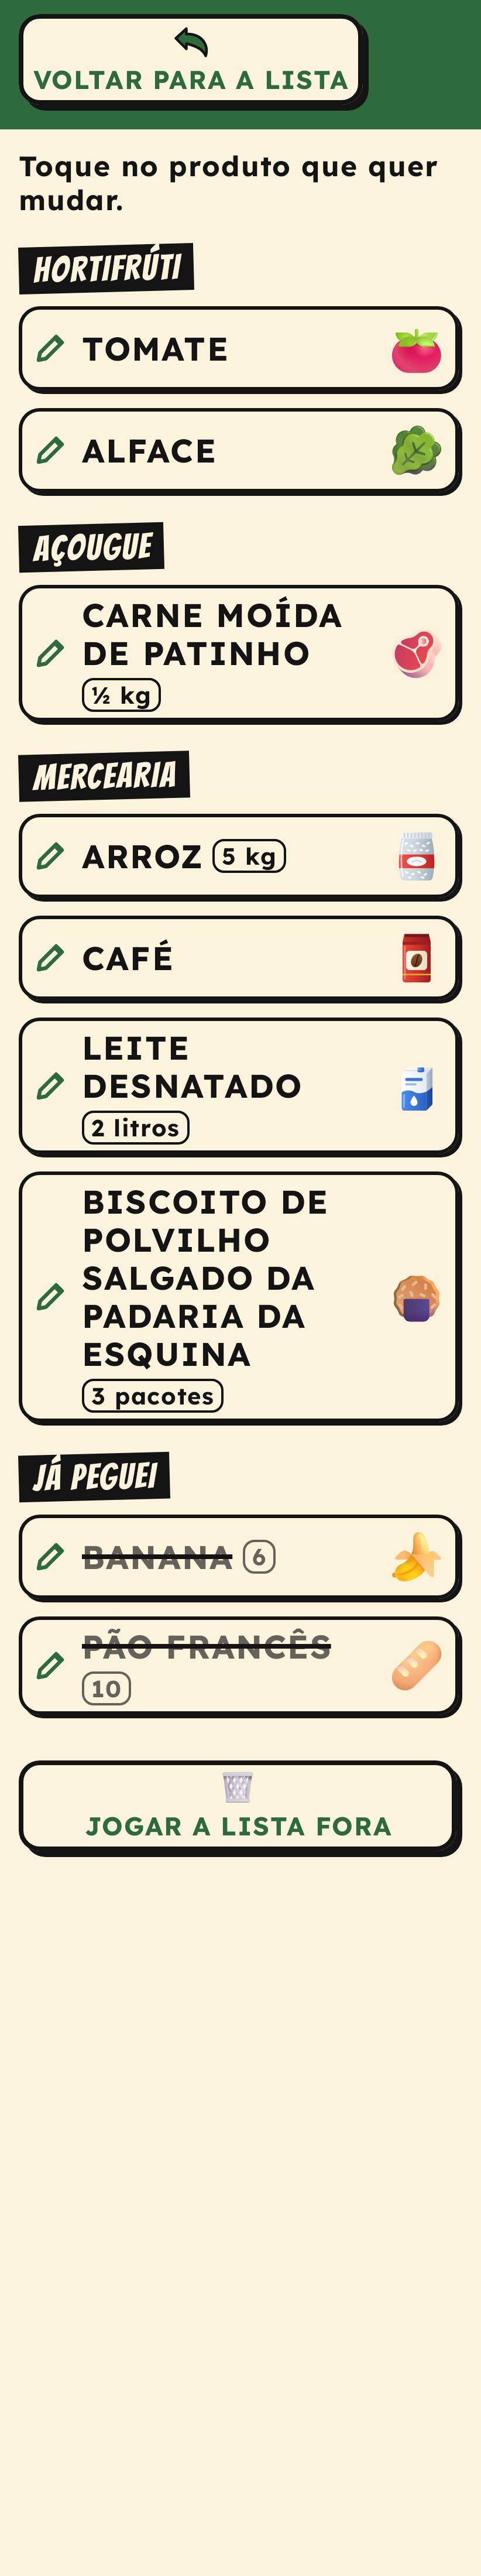 VOLTAR PARA A LISTA
Toque no produto que quer
mudar.
HORTIFRÚTI
TOMATE
ALFACE
AÇOUGUE
CARNE MOÍDA
DE PATINHO
½ kg
MERCEARIA
ARROZ 5 kg
CAFÉ
LEITE
DESNATADO
2 litros
BISCOITO DE
POLVILHO
SALGADO DA
PADARIA DA
ESQUINA
3 pacotes
JÁ PEGUEI
BANANA 6
PÃO FRANCÊS
10
JOGAR A LISTA FORA